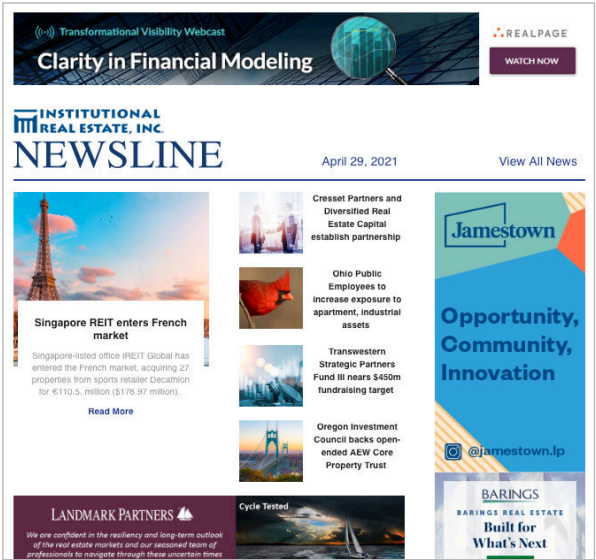 Transformational Visibility Webcast
Clarity in Financial Modeling
REALPAGE
WATCH NOW
INSTITUTIONAL
REAL ESTATE, INC.
NEWSLINE
April 29, 2021
View All News
Singapore REIT enters French
market
Singapore-listed office IREIT Global has
entered the French market, acquiring 27
properties from sports retailer Decathlon
for €110.5. million ($176.97 million).
Read More
Cresset Partners and
Diversified Real
Estate Capital
establish partnership
Ohio Public
Employees to
increase exposure to
apartment, industrial
assets
Transwestern
Strategic Partners
Fund III nears $450m
fundraising target
Oregon Investment
Council backs open-
ended AEW Core
Property Trust
Jamestown
Opportunity,
Community,
Innovation
@jamestown.lp
LANDMARK PARTNERS
We are confident in the resiliency and long-term outlook
of the real estate markets and our seasoned team of
professionals to navigate through these uncertain times
Cycle Tested
BARINGS
BARINGS REAL ESTATE
Built for
What's Next